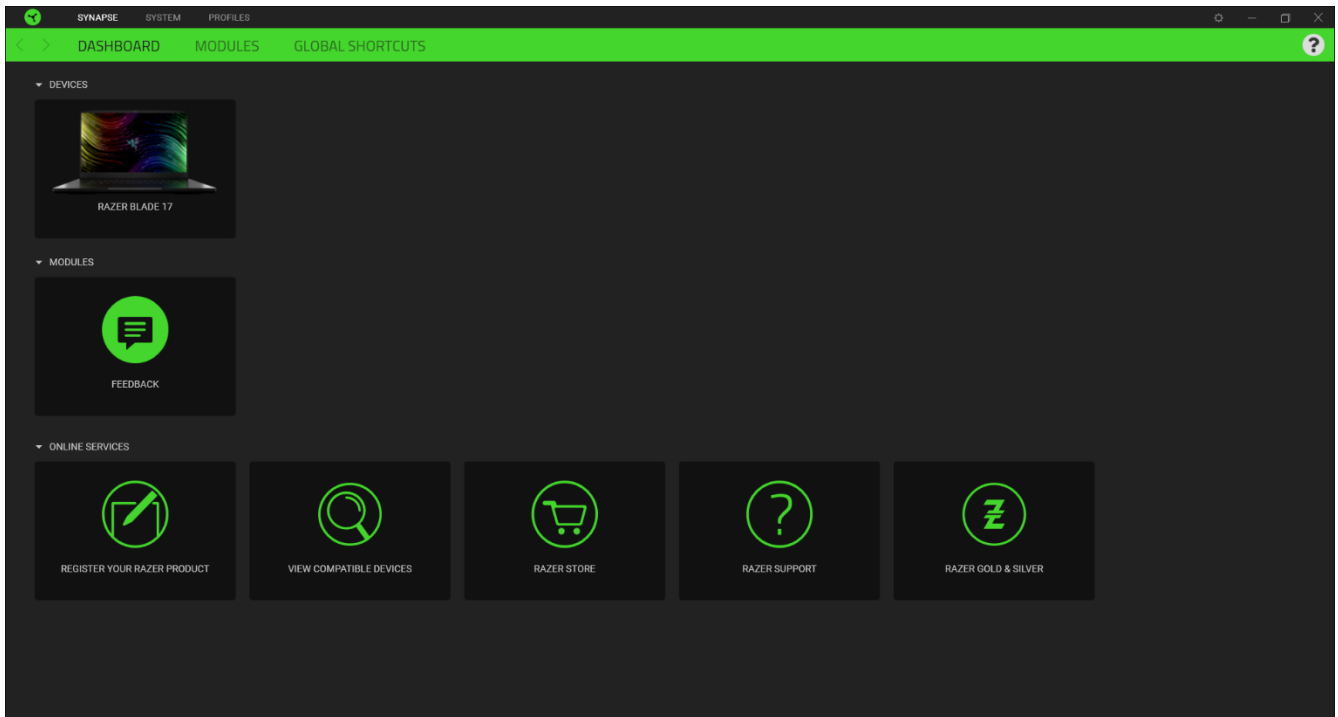 SYNAPSE SYSTEM PROFILES
DASHBOARD MODULES GLOBAL SHORTCUTS ?
DEVICES
RAZER BLADE 17
MODULES
FEEDBACK
ONLINE SERVICES
REGISTER YOUR RAZER PRODUCT VIEW COMPATIBLE DEVICES RAZER STORE RAZER SUPPORT RAZER GOLD & SILVER